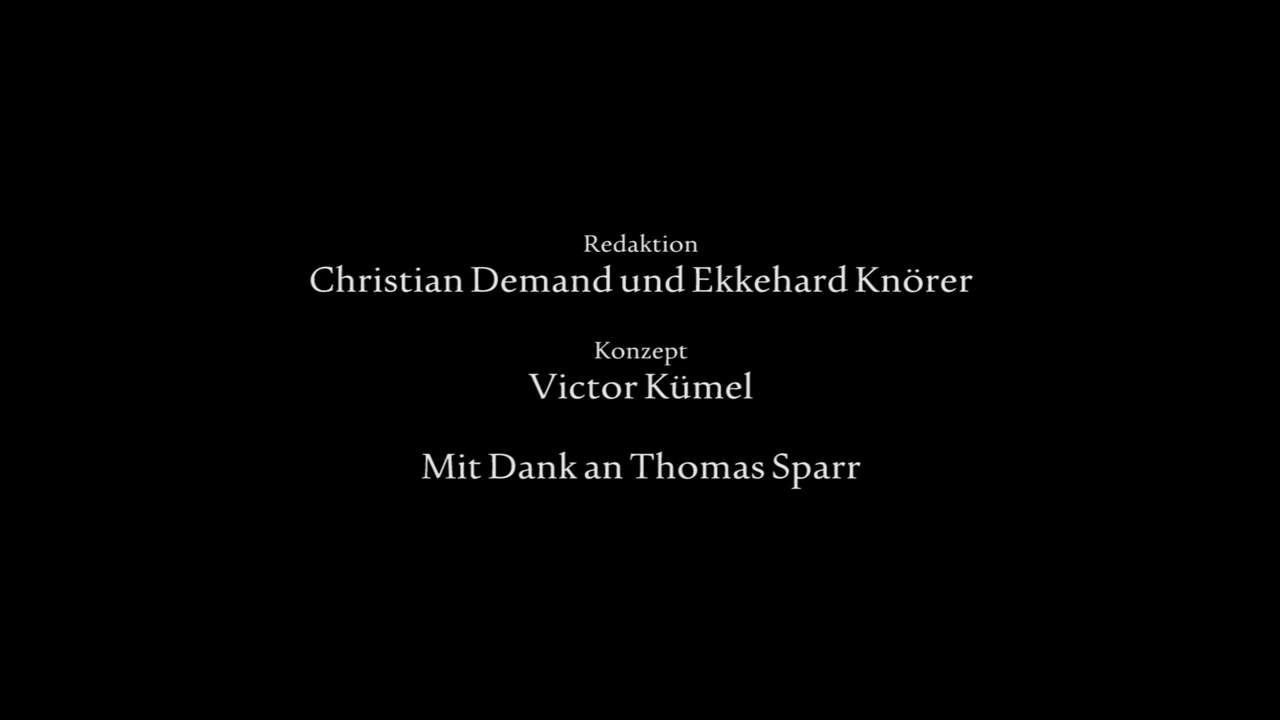 Redaktion
Christian Demand und Ekkehard Knörer
Konzept
Victor Kümel
Mit Dank an Thomas Sparr